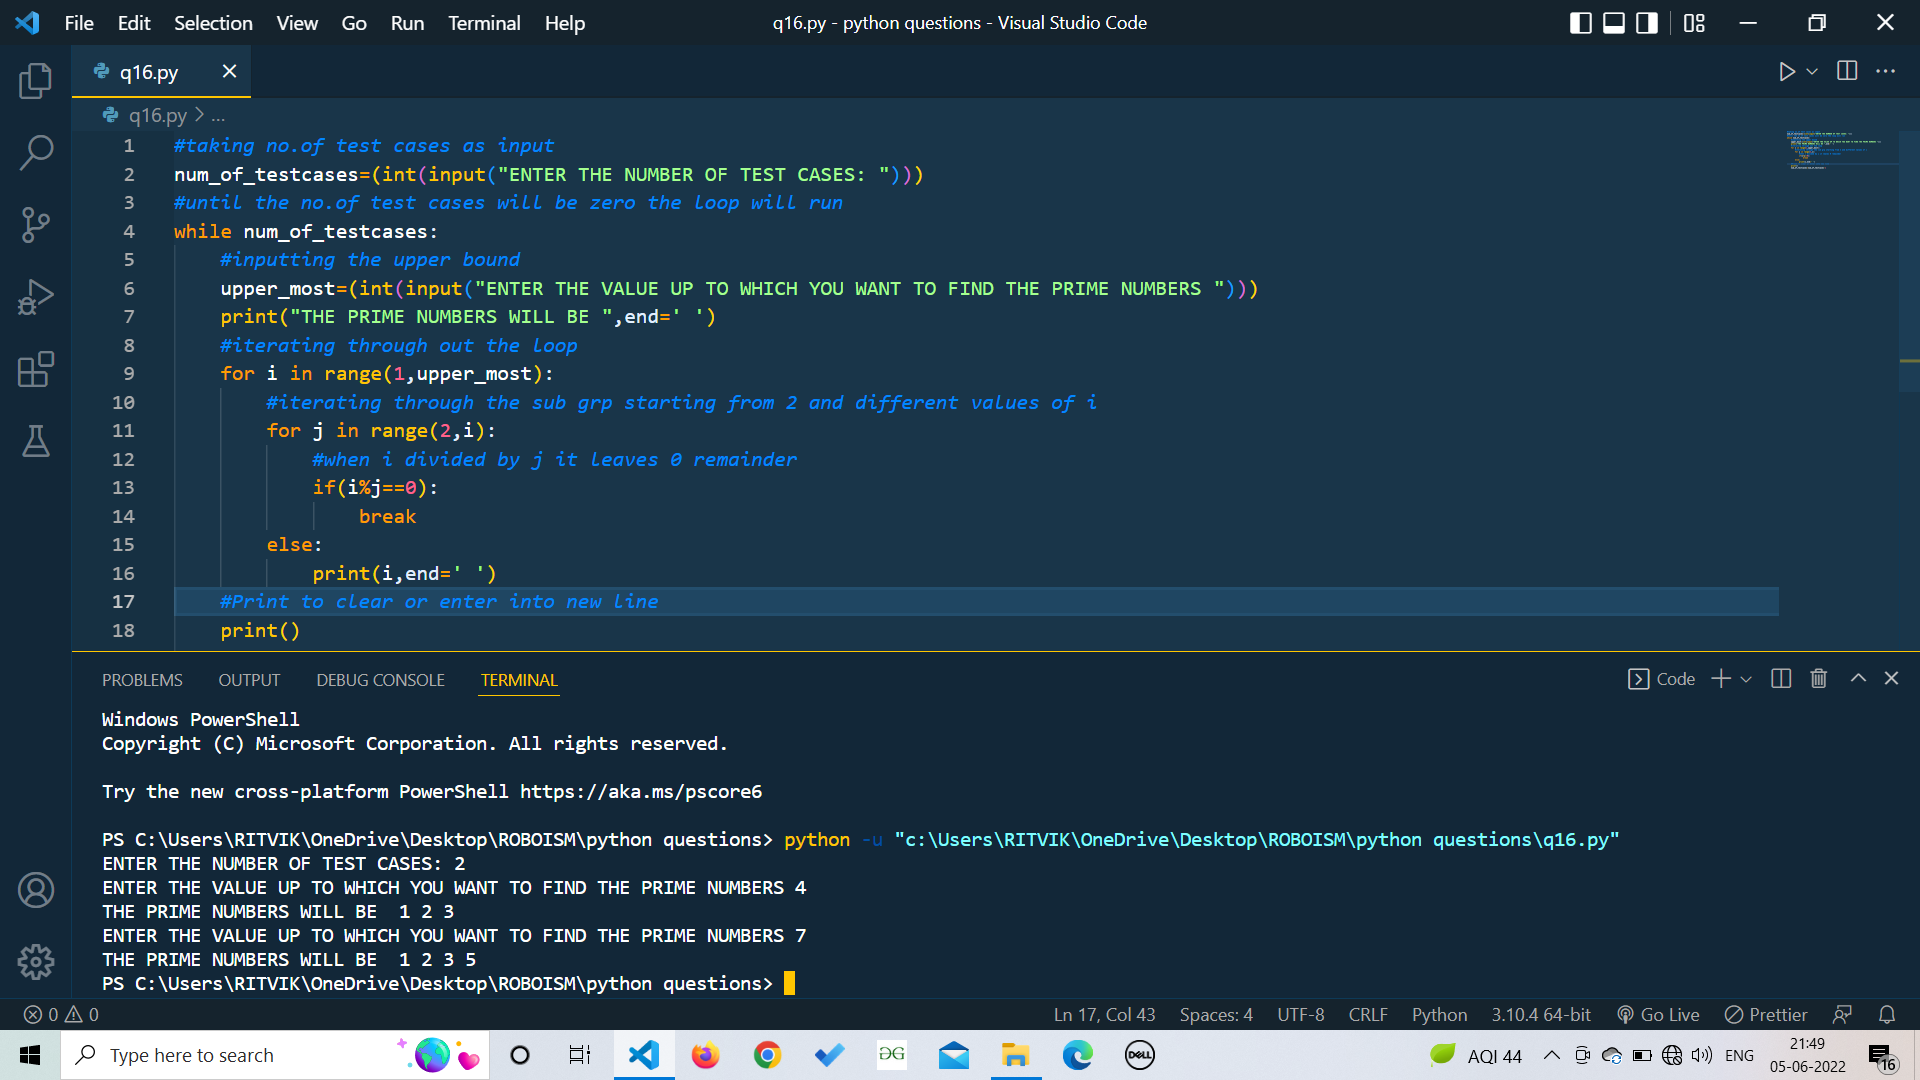 File Edit Selection View Go Run Terminal Help
q16.py - python questions - Visual Studio Code
q16.py
q16.py > ...
1 #taking no.of test cases as input
2 num_of_testcases=(int(input("ENTER THE NUMBER OF TEST CASES: ")))
3 #until the no.of test cases will be zero the loop will run
4 while num_of_testcases:
5 #inputting the upper bound
6 upper_most=(int(input("ENTER THE VALUE UP TO WHICH YOU WANT TO FIND THE PRIME NUMBERS ")))
7 print("THE PRIME NUMBERS WILL BE ",end=' ')
8 #iterating through out the loop
9 for i in range(1,upper_most):
10 #iterating through the sub grp starting from 2 and different values of i
11 for j in range(2,i):
12 #when i divided by j it leaves 0 remainder
13 if(i%j==0):
14 break
15 else:
16 print(i,end=' ')
17 #Print to clear or enter into new line
18 print()
PROBLEMS OUTPUT DEBUG CONSOLE TERMINAL
Code
Windows PowerShell
Copyright (C) Microsoft Corporation. All rights reserved.
Try the new cross-platform PowerShell https://aka.ms/pscore6
PS C:\Users\RITVIK\OneDrive\Desktop\ROBOISM\python questions> python -u "c:\Users\RITVIK\OneDrive\Desktop\ROBOISM\python questions\q16.py"
ENTER THE NUMBER OF TEST CASES: 2
ENTER THE VALUE UP TO WHICH YOU WANT TO FIND THE PRIME NUMBERS 4
THE PRIME NUMBERS WILL BE  1 2 3
ENTER THE VALUE UP TO WHICH YOU WANT TO FIND THE PRIME NUMBERS 7
THE PRIME NUMBERS WILL BE  1 2 3 5
PS C:\Users\RITVIK\OneDrive\Desktop\ROBOISM\python questions>
0 0 Ln 17, Col 43 Spaces: 4 UTF-8 CRLF Python 3.10.4 64-bit Go Live Prettier
Type here to search
DELL
AQI 44
ENG
21:49
05-06-2022
16